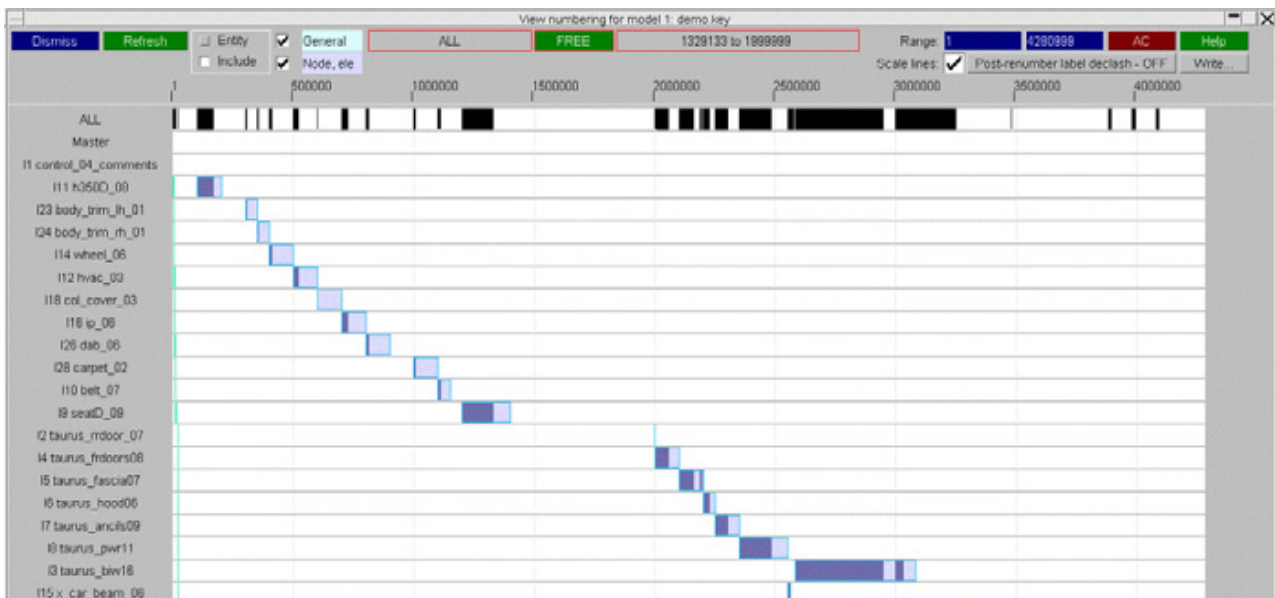 View numbering for model 1: demo.key
Dismiss Refresh Entity General ALL FREE 1329133 to 1999999 Range: 1 4280999 AC Help
Include Node, ele Scale lines: Post-renumber label declash - OFF Write...
1 500000 1000000 1500000 2000000 2500000 3000000 3500000 4000000
ALL
Master
I1 control_04_comments
I11 h350D_08
I23 body_trim_lh_01
I24 body_trim_rh_01
I14 wheel_06
I12 hvac_03
I18 col_cover_03
I16 ip_06
I26 dab_06
I28 carpet_02
I10 belt_07
I9 seatD_09
I2 taurus_rrdoor_07
I4 taurus_frdoors08
I5 taurus_fascia07
I6 taurus_hood06
I7 taurus_ancils09
I8 taurus_pwr11
I3 taurus_biw16
I15 x_car_beam_06